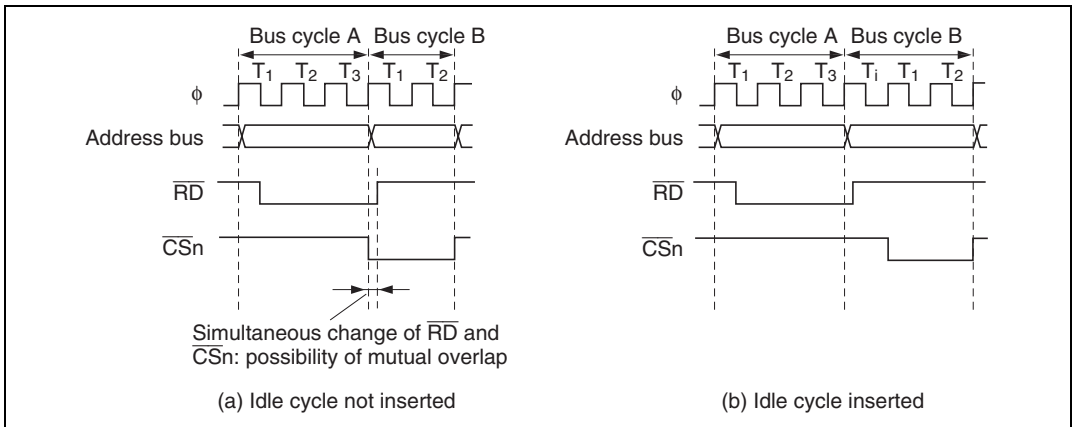 Bus cycle A Bus cycle B
T1 T2 T3 T1 T2
ϕ
Address bus
RD
CSn
Simultaneous change of RD and
CSn: possibility of mutual overlap
(a) Idle cycle not inserted
Bus cycle A Bus cycle B
T1 T2 T3 Ti T1 T2
ϕ
Address bus
RD
CSn
(b) Idle cycle inserted